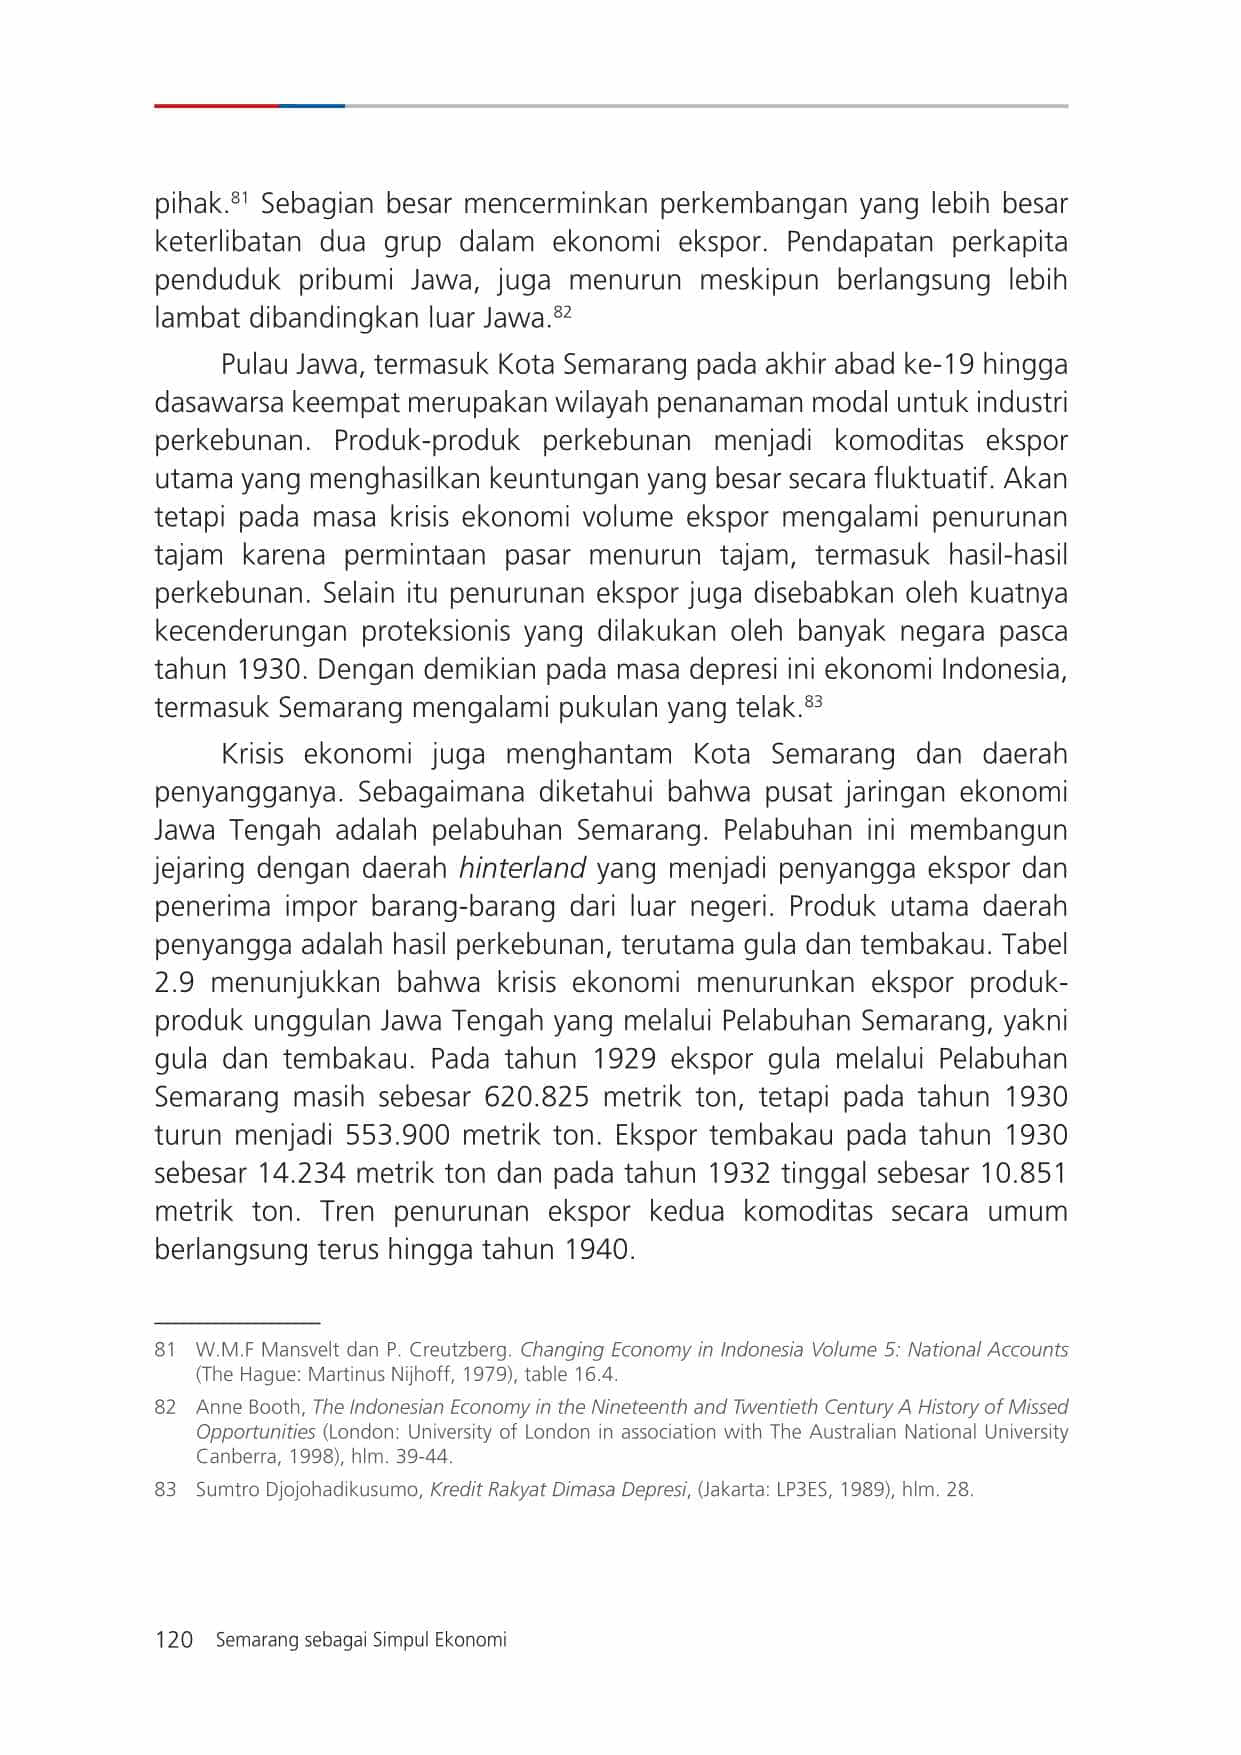 pihak.81 Sebagian besar mencerminkan perkembangan yang lebih besar
keterlibatan dua grup dalam ekonomi ekspor. Pendapatan perkapita
penduduk pribumi Jawa, juga menurun meskipun berlangsung lebih
lambat dibandingkan luar Jawa.82
Pulau Jawa, termasuk Kota Semarang pada akhir abad ke-19 hingga
dasawarsa keempat merupakan wilayah penanaman modal untuk industri
perkebunan. Produk-produk perkebunan menjadi komoditas ekspor
utama yang menghasilkan keuntungan yang besar secara fluktuatif. Akan
tetapi pada masa krisis ekonomi volume ekspor mengalami penurunan
tajam karena permintaan pasar menurun tajam, termasuk hasil-hasil
perkebunan. Selain itu penurunan ekspor juga disebabkan oleh kuatnya
kecenderungan proteksionis yang dilakukan oleh banyak negara pasca
tahun 1930. Dengan demikian pada masa depresi ini ekonomi Indonesia,
termasuk Semarang mengalami pukulan yang telak.83
Krisis ekonomi juga menghantam Kota Semarang dan daerah
penyangganya. Sebagaimana diketahui bahwa pusat jaringan ekonomi
Jawa Tengah adalah pelabuhan Semarang. Pelabuhan ini membangun
jejaring dengan daerah hinterland yang menjadi penyangga ekspor dan
penerima impor barang-barang dari luar negeri. Produk utama daerah
penyangga adalah hasil perkebunan, terutama gula dan tembakau. Tabel
2.9 menunjukkan bahwa krisis ekonomi menurunkan ekspor produk-
produk unggulan Jawa Tengah yang melalui Pelabuhan Semarang, yakni
gula dan tembakau. Pada tahun 1929 ekspor gula melalui Pelabuhan
Semarang masih sebesar 620.825 metrik ton, tetapi pada tahun 1930
turun menjadi 553.900 metrik ton. Ekspor tembakau pada tahun 1930
sebesar 14.234 metrik ton dan pada tahun 1932 tinggal sebesar 10.851
metrik ton. Tren penurunan ekspor kedua komoditas secara umum
berlangsung terus hingga tahun 1940.
81 W.M.F Mansvelt dan P. Creutzberg. Changing Economy in Indonesia Volume 5: National Accounts
(The Hague: Martinus Nijhoff, 1979), table 16.4.
82 Anne Booth, The Indonesian Economy in the Nineteenth and Twentieth Century A History of Missed
Opportunities (London: University of London in association with The Australian National University
Canberra, 1998), hlm. 39-44.
83 Sumtro Djojohadikusumo, Kredit Rakyat Dimasa Depresi, (Jakarta: LP3ES, 1989), hlm. 28.
120 Semarang sebagai Simpul Ekonomi